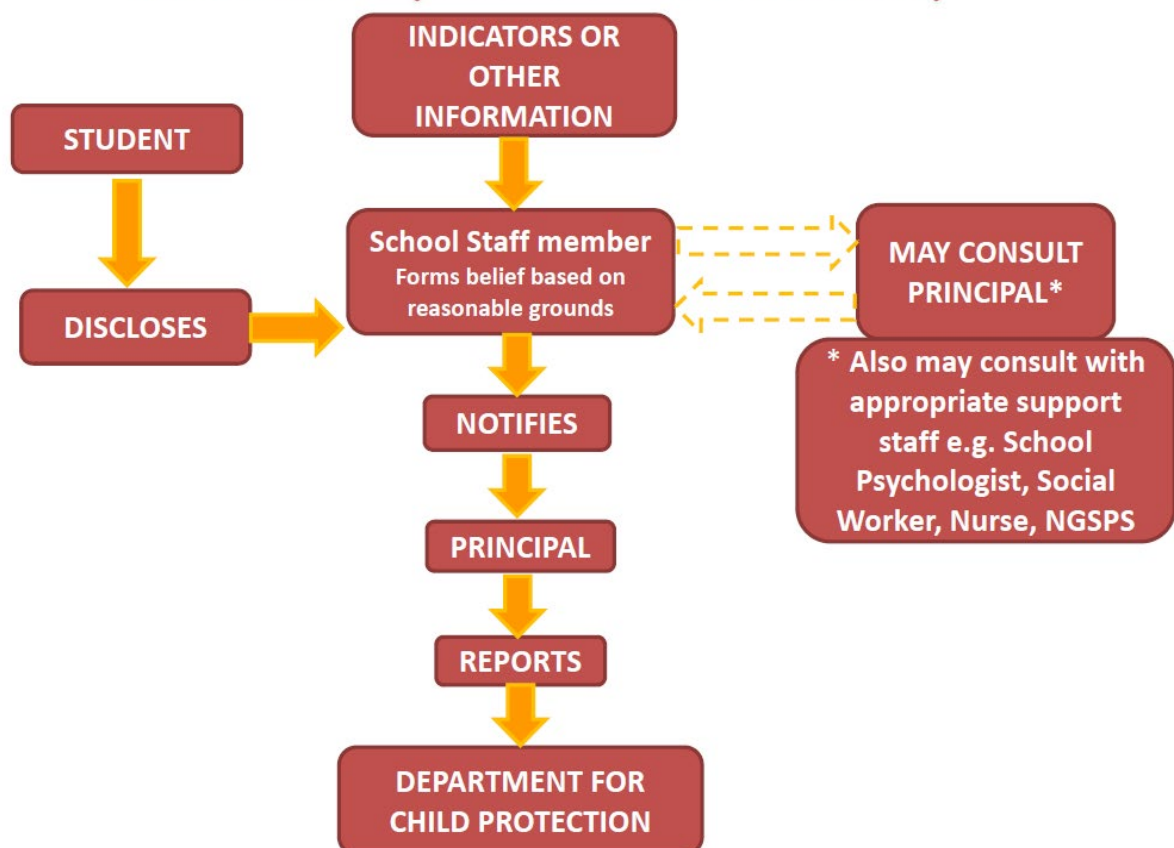 INDICATORS OR
OTHER
INFORMATION
STUDENT
School Staff member
Forms belief based on
reasonable grounds
MAY CONSULT
PRINCIPAL*
DISCLOSES
* Also may consult with
appropriate support
staff e.g. School
Psychologist, Social
Worker, Nurse, NGSPS
NOTIFIES
PRINCIPAL
REPORTS
DEPARTMENT FOR
CHILD PROTECTION